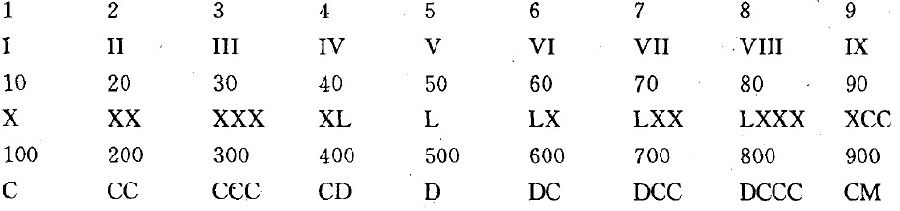 1 2 3 4 5 6 7 8 9
I II III IV V VI VII VIII IX
10 20 30 40 50 60 70 80 90
X XX XXX XL L LX LXX LXXX XCC
100 200 300 400 500 600 700 800 900
C CC CCC CD D DC DCC DCCC CM